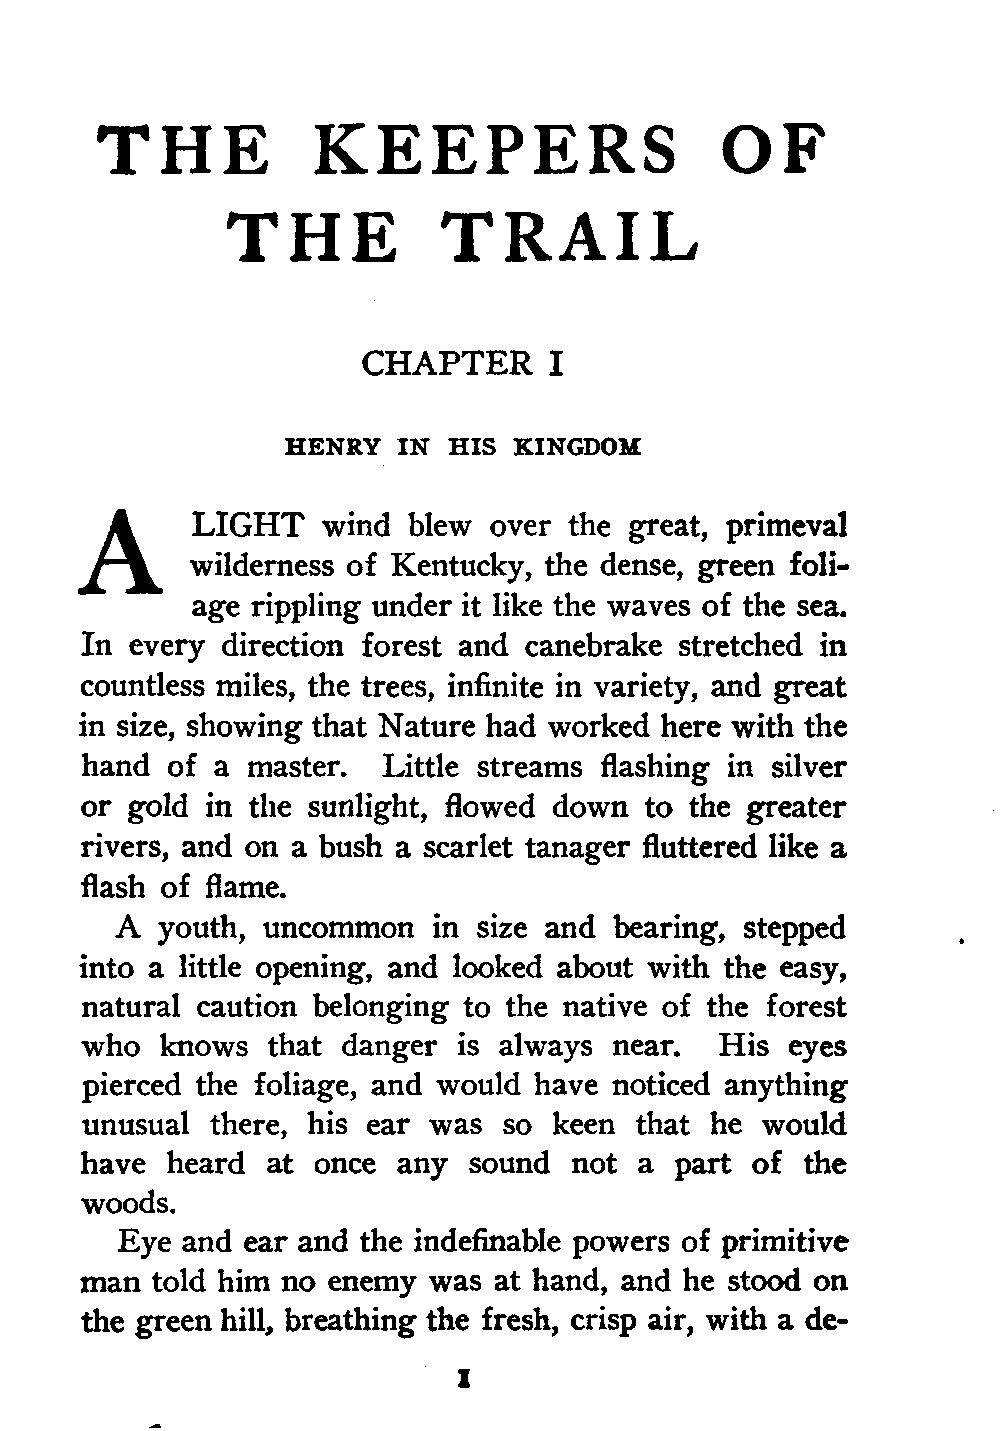 THE KEEPERS OF
THE TRAIL
CHAPTER I
HENRY IN HIS KINGDOM
A LIGHT wind blew over the great, primeval
wilderness of Kentucky, the dense, green foli-
age rippling under it like the waves of the sea.
In every direction forest and canebrake stretched in
countless miles, the trees, infinite in variety, and great
in size, showing that Nature had worked here with the
hand of a master. Little streams flashing in silver
or gold in the sunlight, flowed down to the greater
rivers, and on a bush a scarlet tanager fluttered like a
flash of flame.
A youth, uncommon in size and bearing, stepped
into a little opening, and looked about with the easy,
natural caution belonging to the native of the forest
who knows that danger is always near. His eyes
pierced the foliage, and would have noticed anything
unusual there, his ear was so keen that he would
have heard at once any sound not a part of the
woods.
Eye and ear and the indefinable powers of primitive
man told him no enemy was at hand, and he stood on
the green hill, breathing the fresh, crisp air, with a de-
I